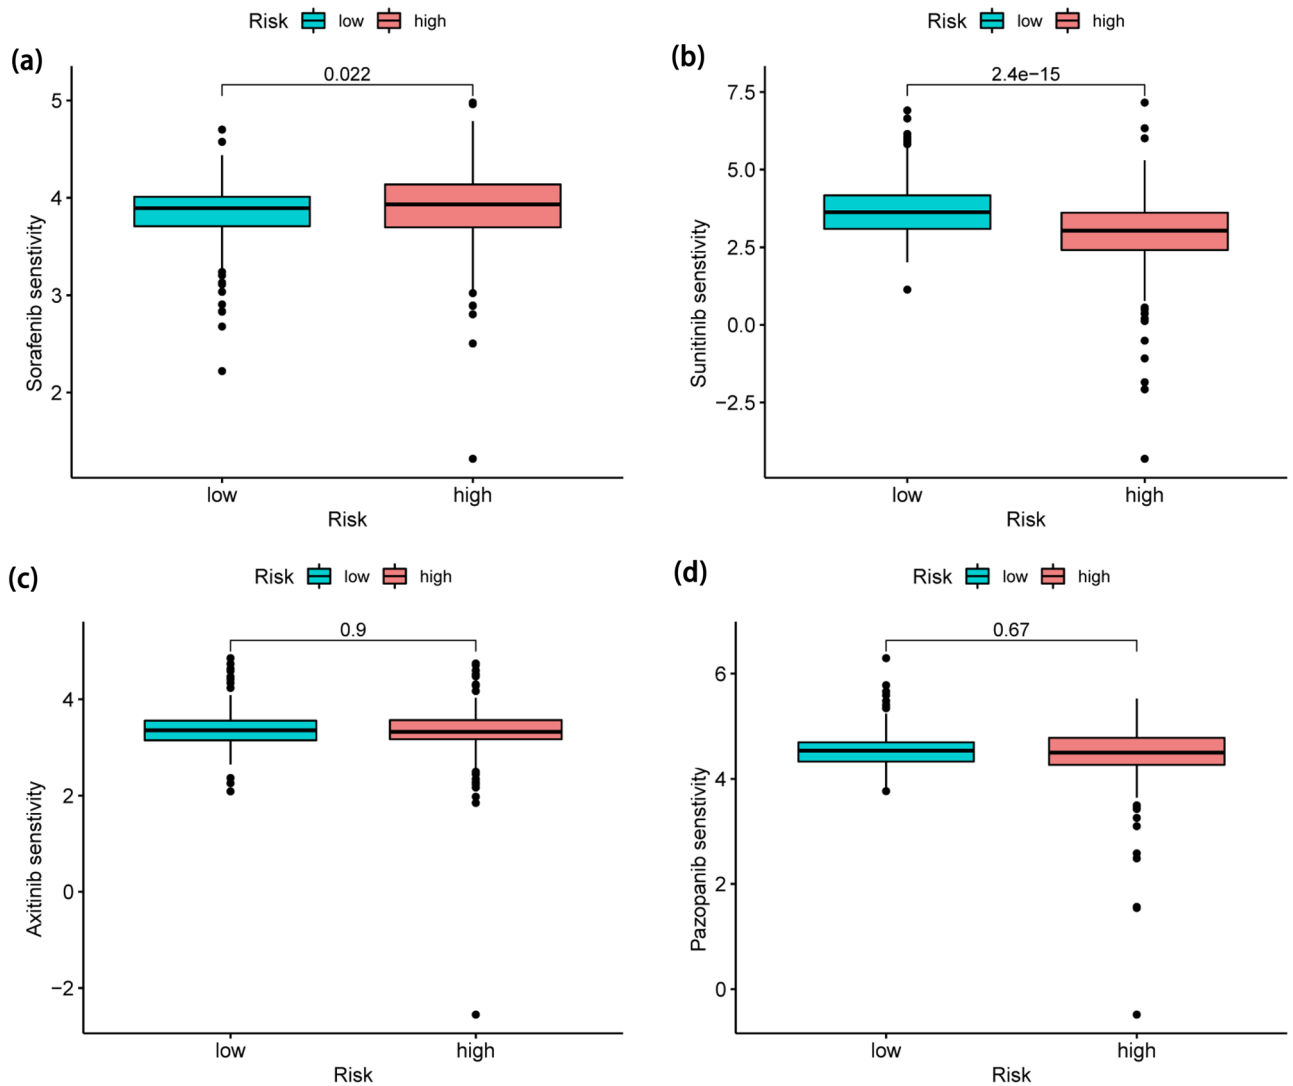 Risk low high
(a)
0.022
5
4
3
2
Sorafenib senstivity
low high
Risk
Risk low high
(b)
2.4e−15
7.5
5.0
2.5
0.0
−2.5
Sunitinib senstivity
low high
Risk
Risk low high
(c)
0.9
4
2
0
−2
Axitinib senstivity
low high
Risk
Risk low high
(d)
0.67
6
4
2
0
Pazopanib senstivity
low high
Risk